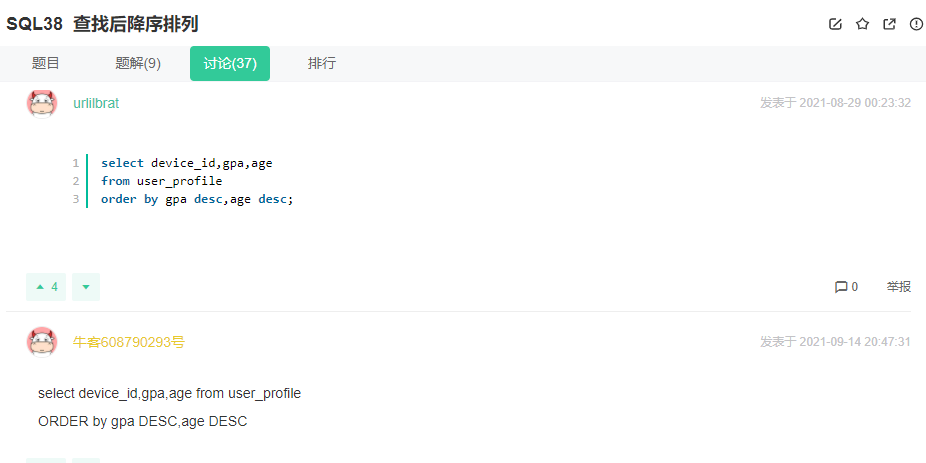 SQL38 查找后降序排列
题目 题解(9) 讨论(37) 排行
urlilbrat 发表于 2021-08-29 00:23:32
1 select device_id,gpa,age
2 from user_profile
3 order by gpa desc,age desc;
4 0 举报
牛客608790293号 发表于 2021-09-14 20:47:31
select device_id,gpa,age from user_profile
ORDER by gpa DESC,age DESC